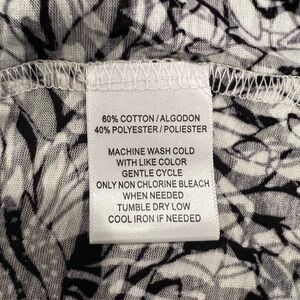 60% COTTON / ALGODON
40% POLYESTER / POLIESTER
MACHINE WASH COLD
WITH LIKE COLOR
GENTLE CYCLE
ONLY NON CHLORINE BLEACH
WHEN NEEDED
TUMBLE DRY LOW
COOL IRON IF NEEDED